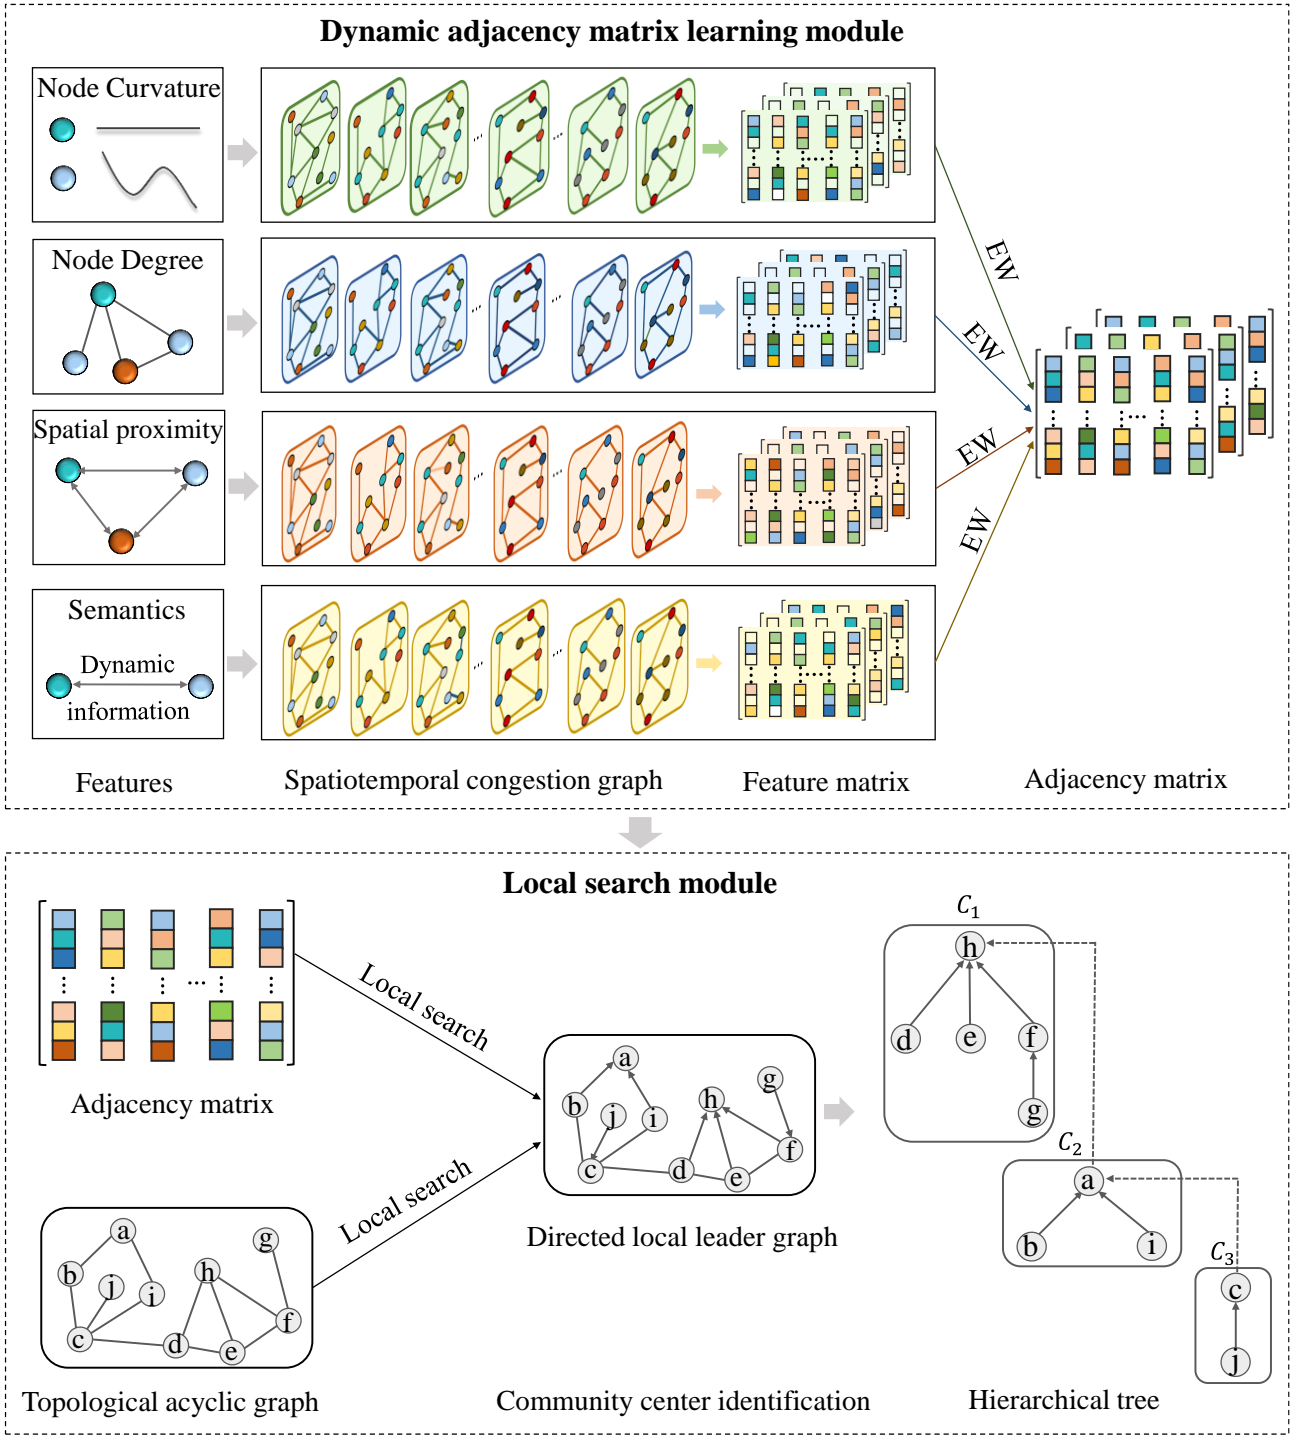 Dynamic adjacency matrix learning module
Node Curvature
Node Degree
Spatial proximity
Semantics
Dynamic
information
EW
EW
EW
EW
Features
Spatiotemporal congestion graph
Feature matrix
Adjacency matrix
Local search module
Adjacency matrix
Local search
Local search
a
b
j
i
c
d
h
e
g
f
Topological acyclic graph
a
b
j
i
c
d
h
e
g
f
Directed local leader graph
Community center identification
C₁
h
d
e
f
g
C₂
a
b
i
C₃
c
j
Hierarchical tree